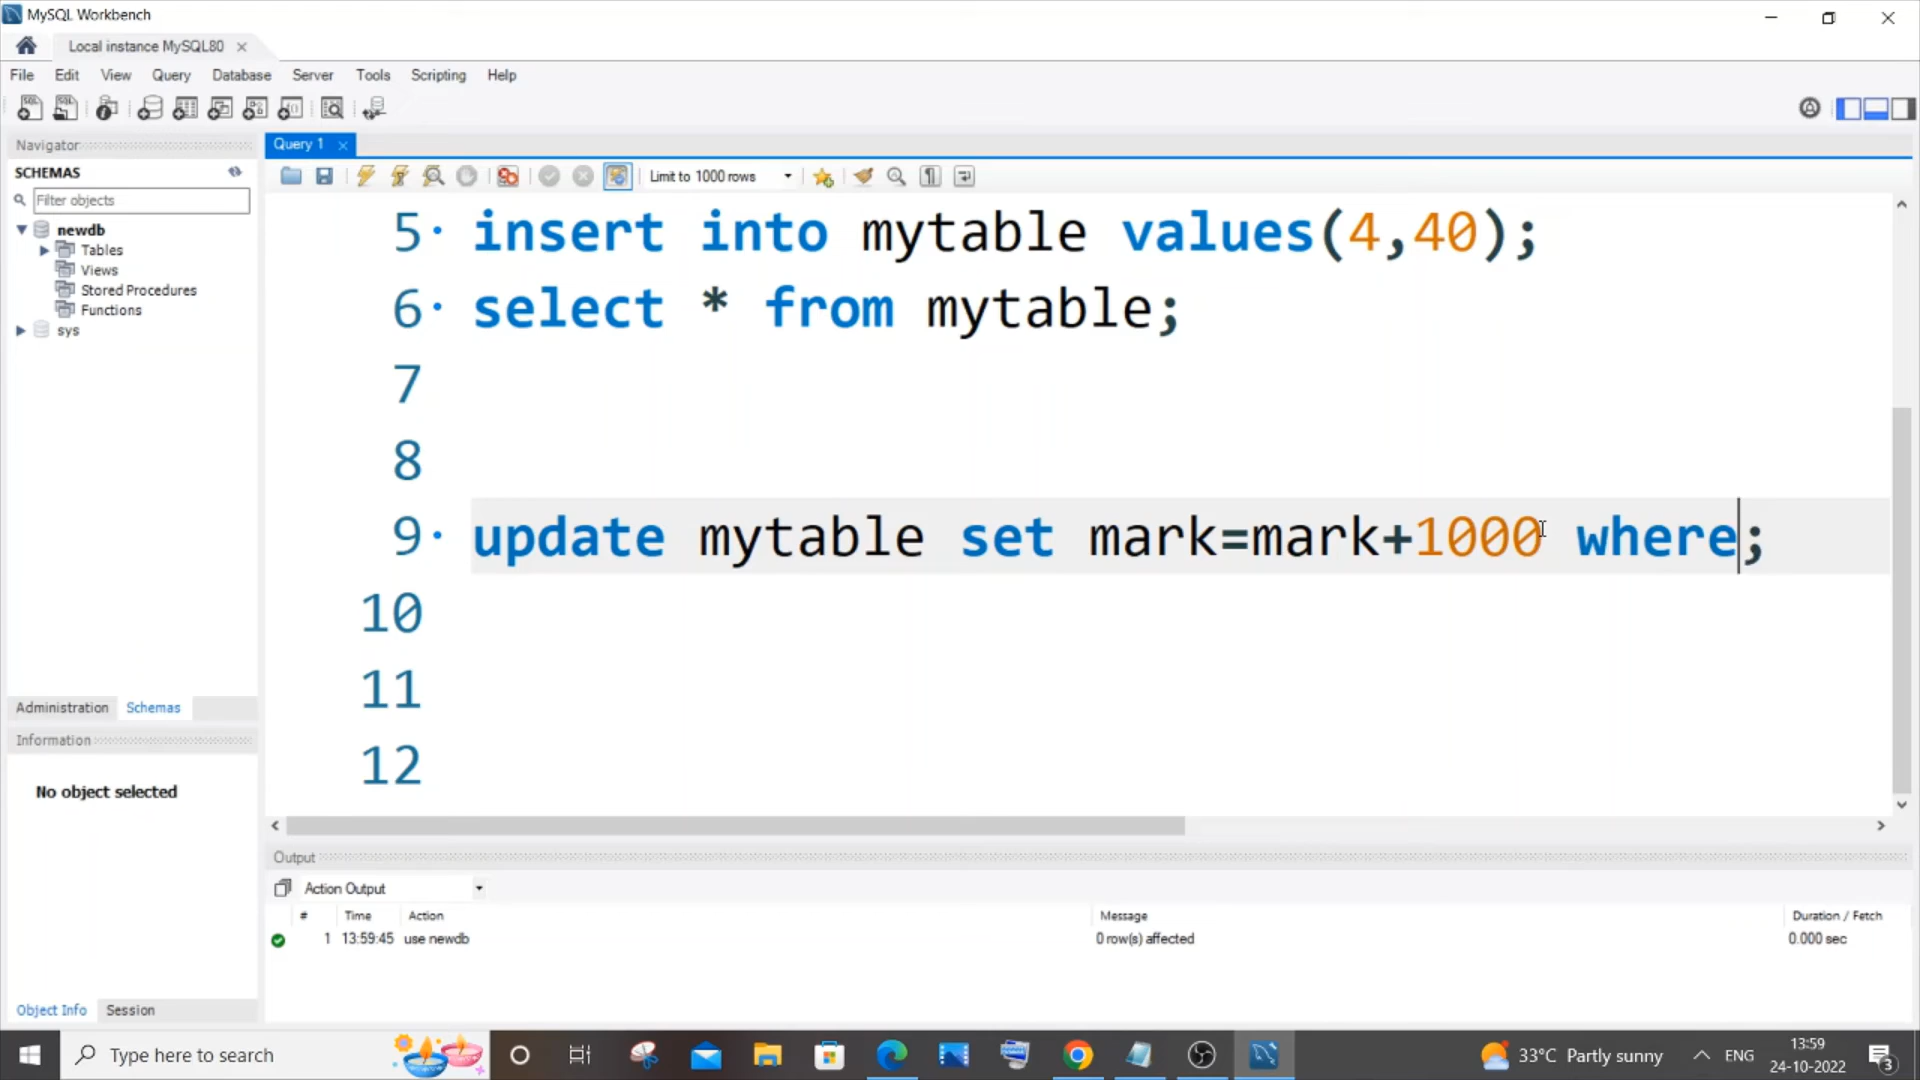 MySQL Workbench
Local instance MySQL80
File Edit View Query Database Server Tools Scripting Help
Navigator
Query 1
SCHEMAS
Limit to 1000 rows
Filter objects
newdb
Tables
Views
Stored Procedures
Functions
sys
5 insert into mytable values(4,40);
6 select * from mytable;
7
8
9 update mytable set mark=mark+1000 where;
10
11
12
Administration Schemas
Information
No object selected
Output
Action Output
# Time Action Message Duration / Fetch
1 13:59:45 use newdb 0 row(s) affected 0.000 sec
Object Info Session
Type here to search
33°C Partly sunny
ENG
13:59
24-10-2022
3